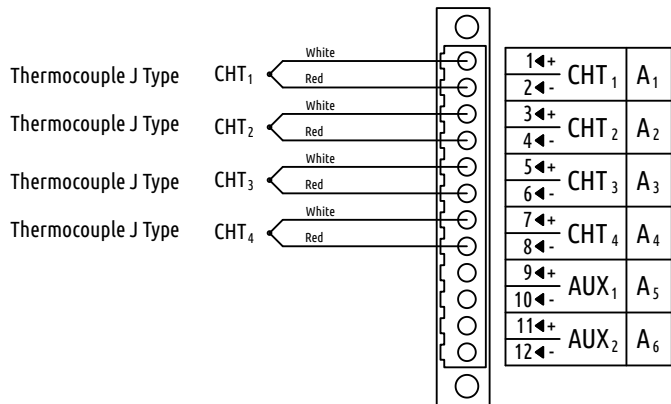 White
Thermocouple J Type CHT₁
Red
White
Thermocouple J Type CHT₂
Red
White
Thermocouple J Type CHT₃
Red
White
Thermocouple J Type CHT₄
Red
1◀+ CHT₁ A₁
2◀-
3◀+ CHT₂ A₂
4◀-
5◀+ CHT₃ A₃
6◀-
7◀+ CHT₄ A₄
8◀-
9◀+ AUX₁ A₅
10◀-
11◀+ AUX₂ A₆
12◀-